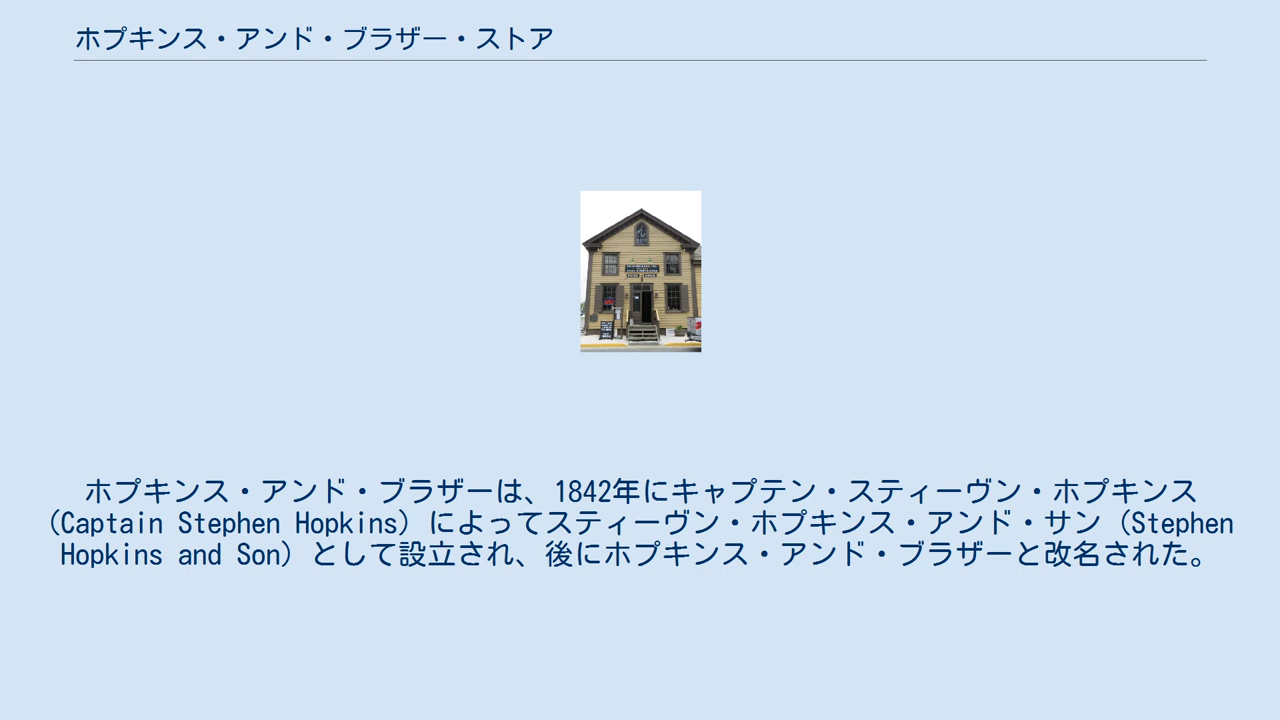 ホプキンス・アンド・ブラザー・ストア
ホプキンス・アンド・ブラザーは、1842年にキャプテン・スティーヴン・ホプキンス
（Captain Stephen Hopkins）によってスティーヴン・ホプキンス・アンド・サン（Stephen
Hopkins and Son）として設立され、後にホプキンス・アンド・ブラザーと改名された。